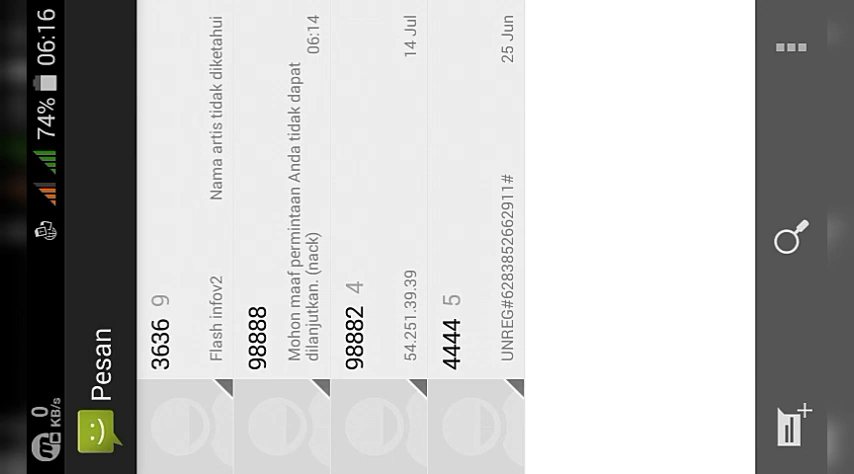 0
KB/s
74% 06:16
Pesan
3636 9
Flash infov2 Nama artis tidak diketahui
98888
Mohon maaf permintaan Anda tidak dapat 06:14
dilanjutkan. (nack)
98882 4
54.251.39.39 14 Jul
4444 5
UNREG#6283852662911# 25 Jun